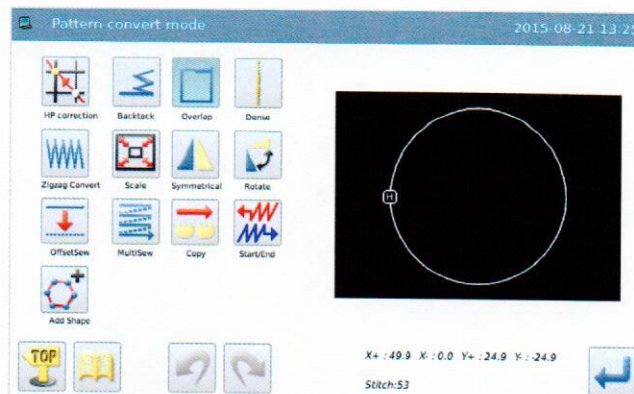 Pattern convert mode 2015-08-21 13:25
HP correction Backtack Overlap Dense
Zigzag Convert Scale Symmetrical Rotate
OffsetSew MultiSew Copy Start/End
Add Shape
H
TOP
X+ : 49.9 X- : 0.0 Y+ : 24.9 Y- : -24.9
Stitch:53